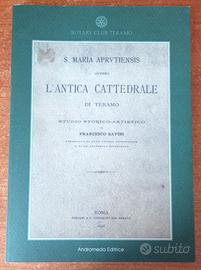 ROTARY CLUB TERAMO
S. MARIA APRVTIENSIS
OVVERO
L'ANTICA CATTEDRALE
DI TERAMO
STUDIO STORICO-ARTISTICO
DI
FRANCESCO SAVINI
ROMA
Andromeda Editrice
subito